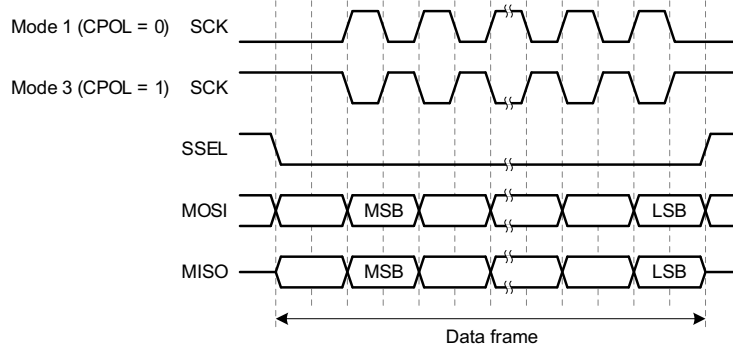 Mode 1 (CPOL = 0) SCK
Mode 3 (CPOL = 1) SCK
SSEL
MOSI MSB LSB
MISO MSB LSB
Data frame